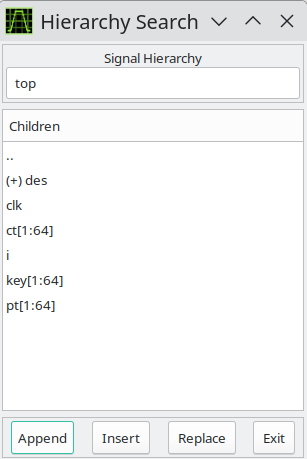 Hierarchy Search
Signal Hierarchy
top
Children
..
(+) des
clk
ct[1:64]
i
key[1:64]
pt[1:64]
Append Insert Replace Exit